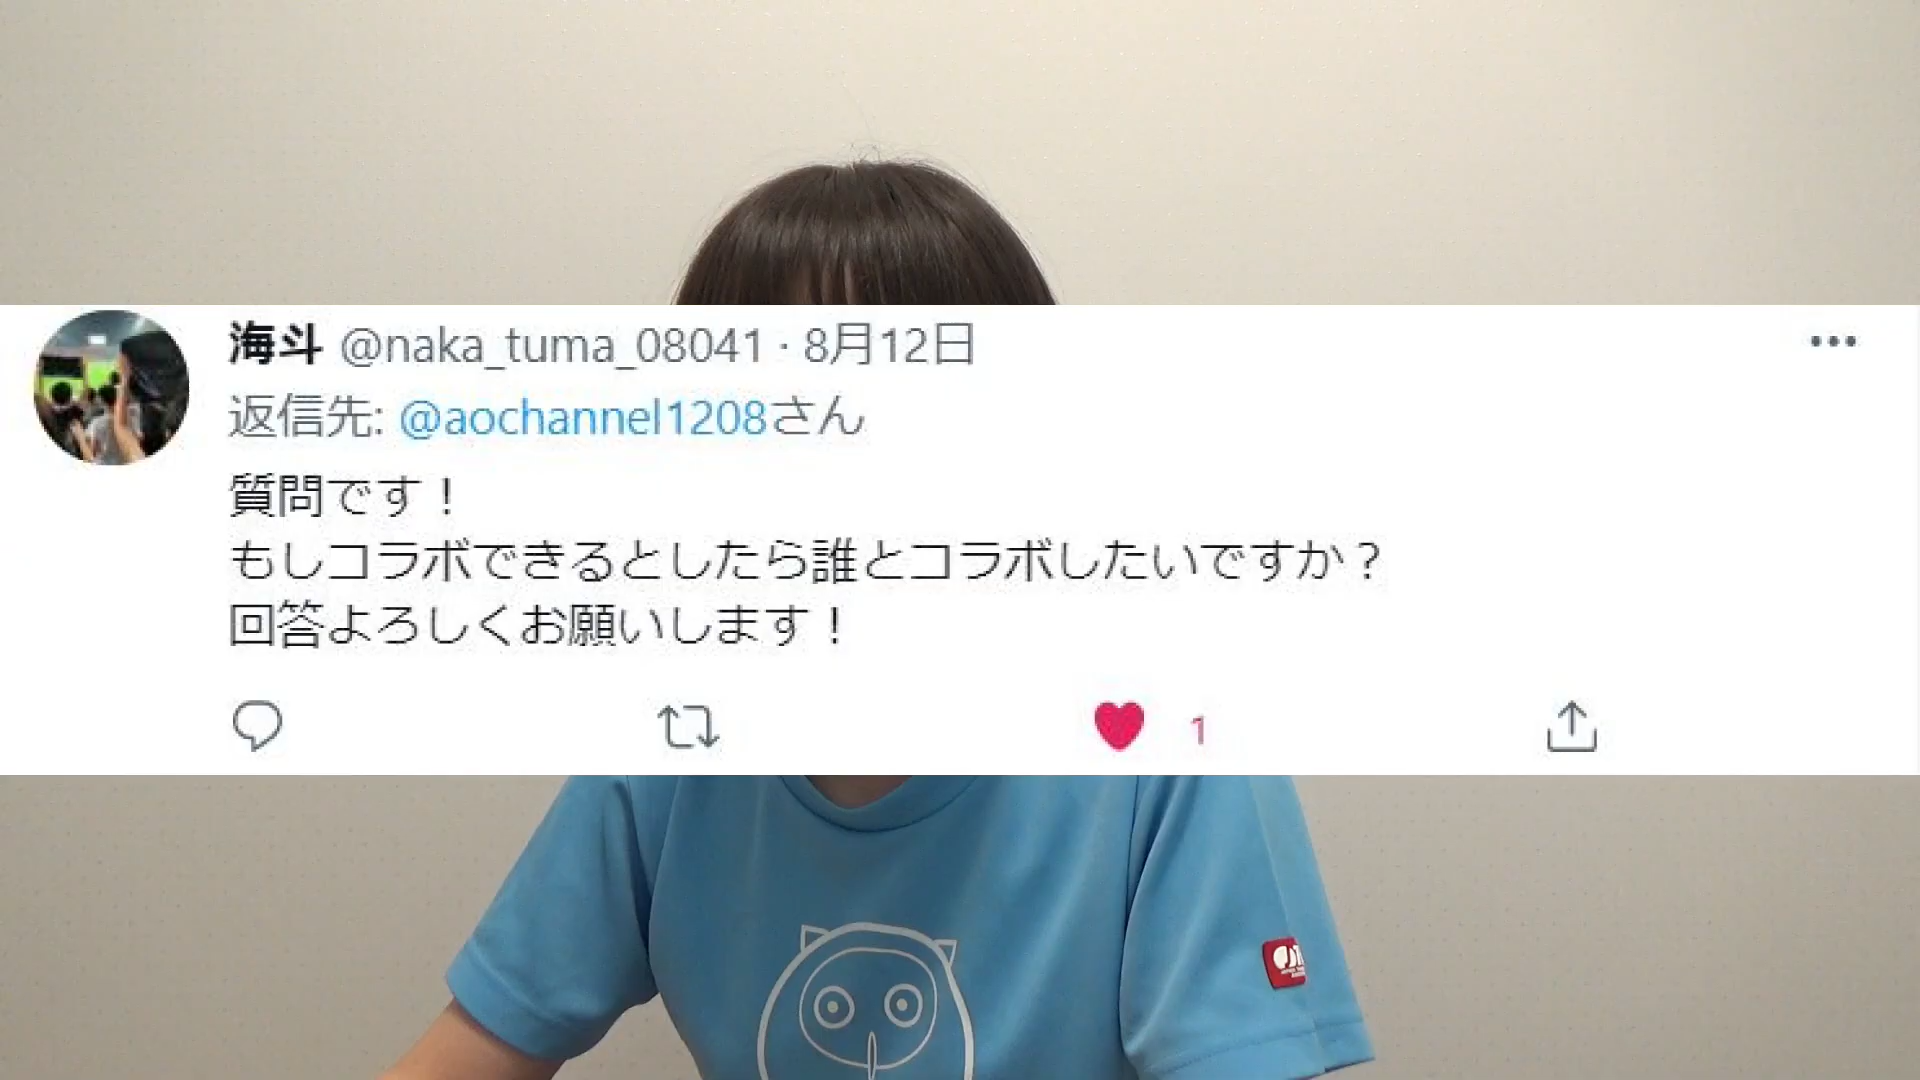 海斗 @naka_tuma_08041 · 8月12日
返信先: @aochannel1208さん
質問です！
もしコラボできるとしたら誰とコラボしたいですか？
回答よろしくお願いします！
1